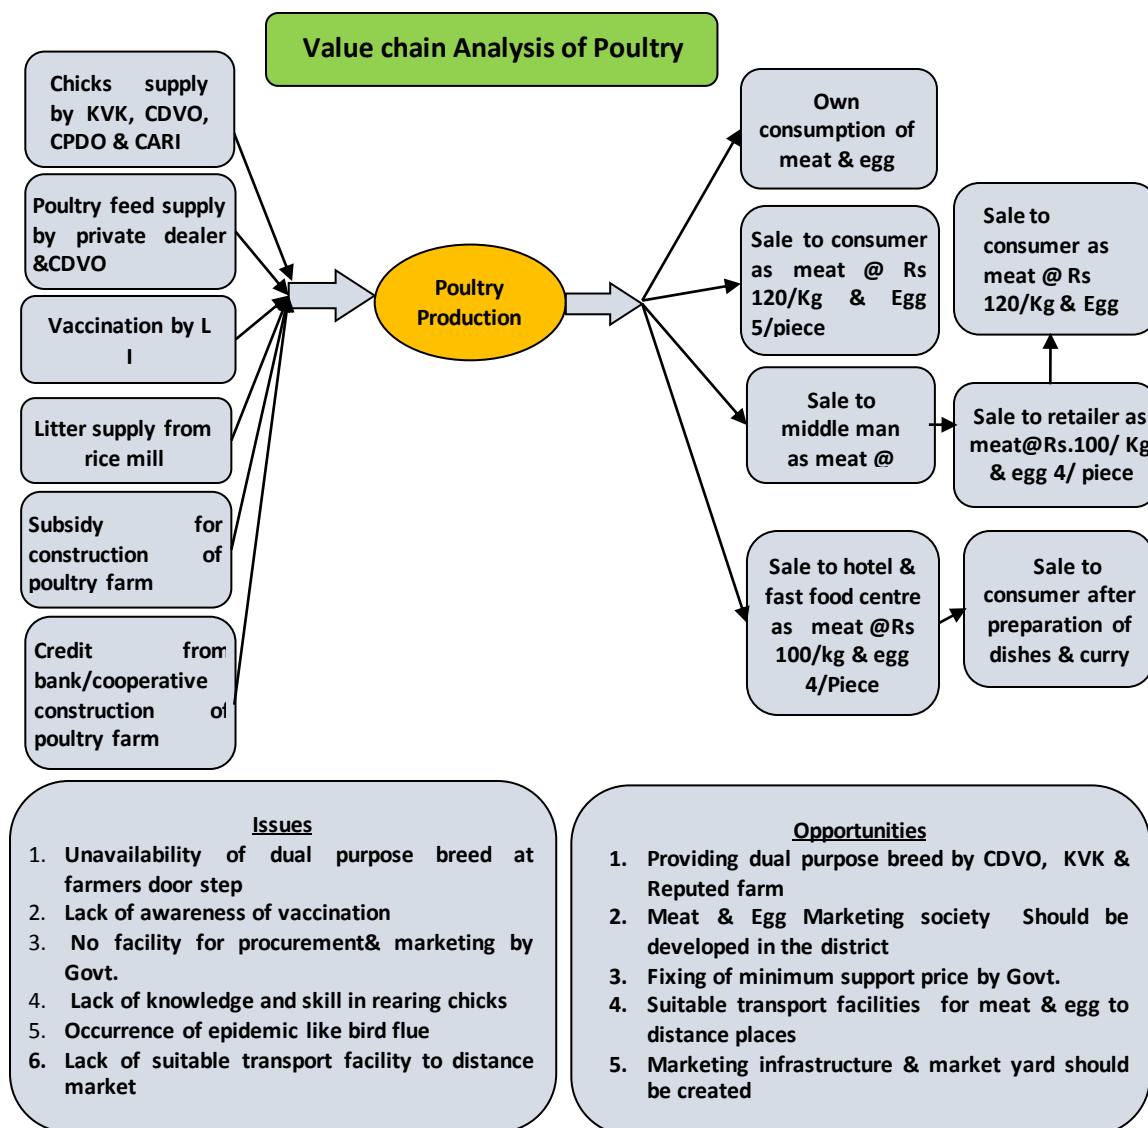 Value chain Analysis of Poultry
Chicks supply
by KVK, CDVO,
CPDO & CARI
Poultry feed supply
by private dealer
&CDVO
Vaccination by L
I
Litter supply from
rice mill
Subsidy for
construction of
poultry farm
Credit from
bank/cooperative
construction of
poultry farm
Poultry
Production
Own
consumption of
meat & egg
Sale to consumer
as meat @ Rs
120/Kg & Egg
5/piece
Sale to
middle man
as meat @
Sale to hotel &
fast food centre
as meat @Rs
100/kg & egg
4/Piece
Sale to
consumer as
meat @ Rs
120/Kg & Egg
Sale to retailer as
meat@Rs.100/ Kg
& egg 4/ piece
Sale to
consumer after
preparation of
dishes & curry
Issues
1. Unavailability of dual purpose breed at
farmers door step
2. Lack of awareness of vaccination
3. No facility for procurement& marketing by
Govt.
4. Lack of knowledge and skill in rearing chicks
5. Occurrence of epidemic like bird flue
6. Lack of suitable transport facility to distance
market
Opportunities
1. Providing dual purpose breed by CDVO, KVK &
Reputed farm
2. Meat & Egg Marketing society Should be
developed in the district
3. Fixing of minimum support price by Govt.
4. Suitable transport facilities for meat & egg to
distance places
5. Marketing infrastructure & market yard should
be created